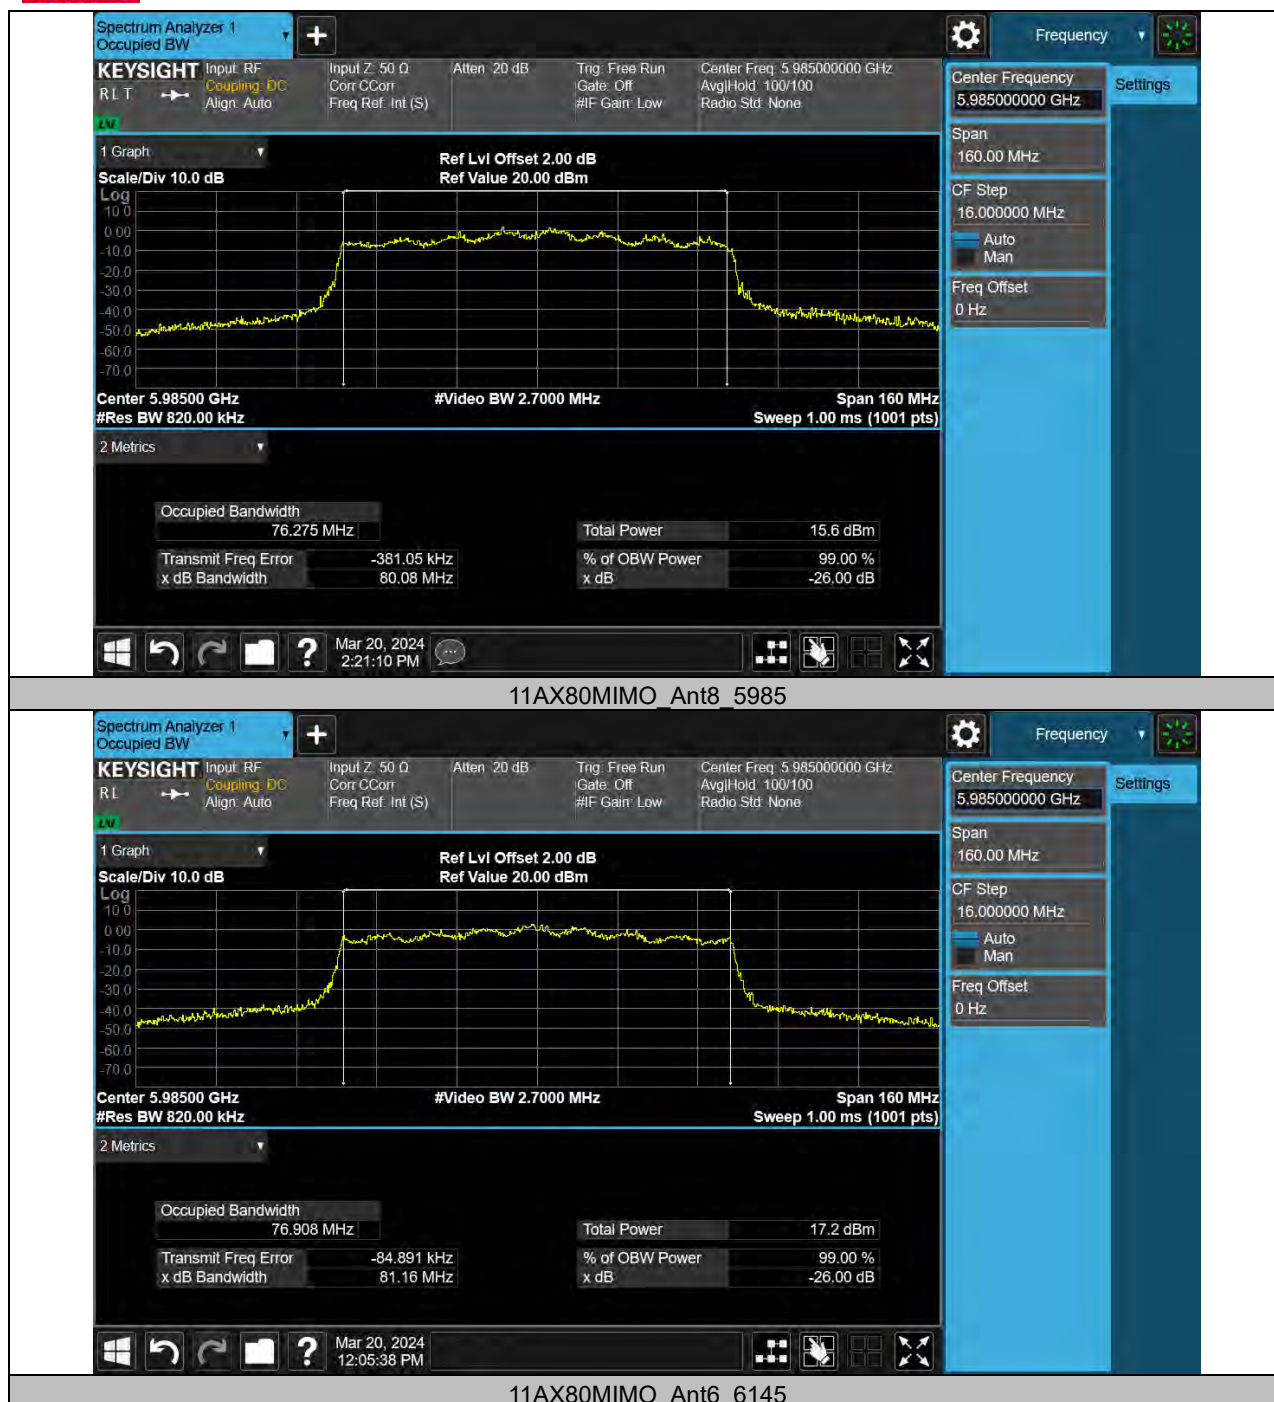 Spectrum Analyzer 1
Occupied BW
Frequency
KEYSIGHT
Input: RF
Input Z: 50 Ω
Atten: 20 dB
Trig: Free Run
Center Freq: 5.985000000 GHz
R L T
Coupling: DC
Corr CCorr
Gate: Off
Avg|Hold: 100/100
Align: Auto
Freq Ref: Int (S)
#IF Gain: Low
Radio Std: None
LXI
Center Frequency
5.985000000 GHz
Settings
Span
160.00 MHz
CF Step
16.000000 MHz
Auto
Man
Freq Offset
0 Hz
1 Graph
Ref Lvl Offset 2.00 dB
Scale/Div 10.0 dB
Ref Value 20.00 dBm
Log
10.0
0.00
-10.0
-20.0
-30.0
-40.0
-50.0
-60.0
-70.0
Center 5.98500 GHz
#Video BW 2.7000 MHz
Span 160 MHz
#Res BW 820.00 kHz
Sweep 1.00 ms (1001 pts)
2 Metrics
Occupied Bandwidth
76.275 MHz
Total Power
15.6 dBm
Transmit Freq Error
-381.05 kHz
% of OBW Power
99.00 %
x dB Bandwidth
80.08 MHz
x dB
-26.00 dB
Mar 20, 2024
2:21:10 PM
11AX80MIMO_Ant8_5985
Spectrum Analyzer 1
Occupied BW
Frequency
KEYSIGHT
Input: RF
Input Z: 50 Ω
Atten: 20 dB
Trig: Free Run
Center Freq: 5.985000000 GHz
R L
Coupling: DC
Corr CCorr
Gate: Off
Avg|Hold: 100/100
Align: Auto
Freq Ref: Int (S)
#IF Gain: Low
Radio Std: None
LXI
Center Frequency
5.985000000 GHz
Settings
Span
160.00 MHz
CF Step
16.000000 MHz
Auto
Man
Freq Offset
0 Hz
1 Graph
Ref Lvl Offset 2.00 dB
Scale/Div 10.0 dB
Ref Value 20.00 dBm
Log
10.0
0.00
-10.0
-20.0
-30.0
-40.0
-50.0
-60.0
-70.0
Center 5.98500 GHz
#Video BW 2.7000 MHz
Span 160 MHz
#Res BW 820.00 kHz
Sweep 1.00 ms (1001 pts)
2 Metrics
Occupied Bandwidth
76.908 MHz
Total Power
17.2 dBm
Transmit Freq Error
-84.891 kHz
% of OBW Power
99.00 %
x dB Bandwidth
81.16 MHz
x dB
-26.00 dB
Mar 20, 2024
12:05:38 PM
11AX80MIMO_Ant6_6145